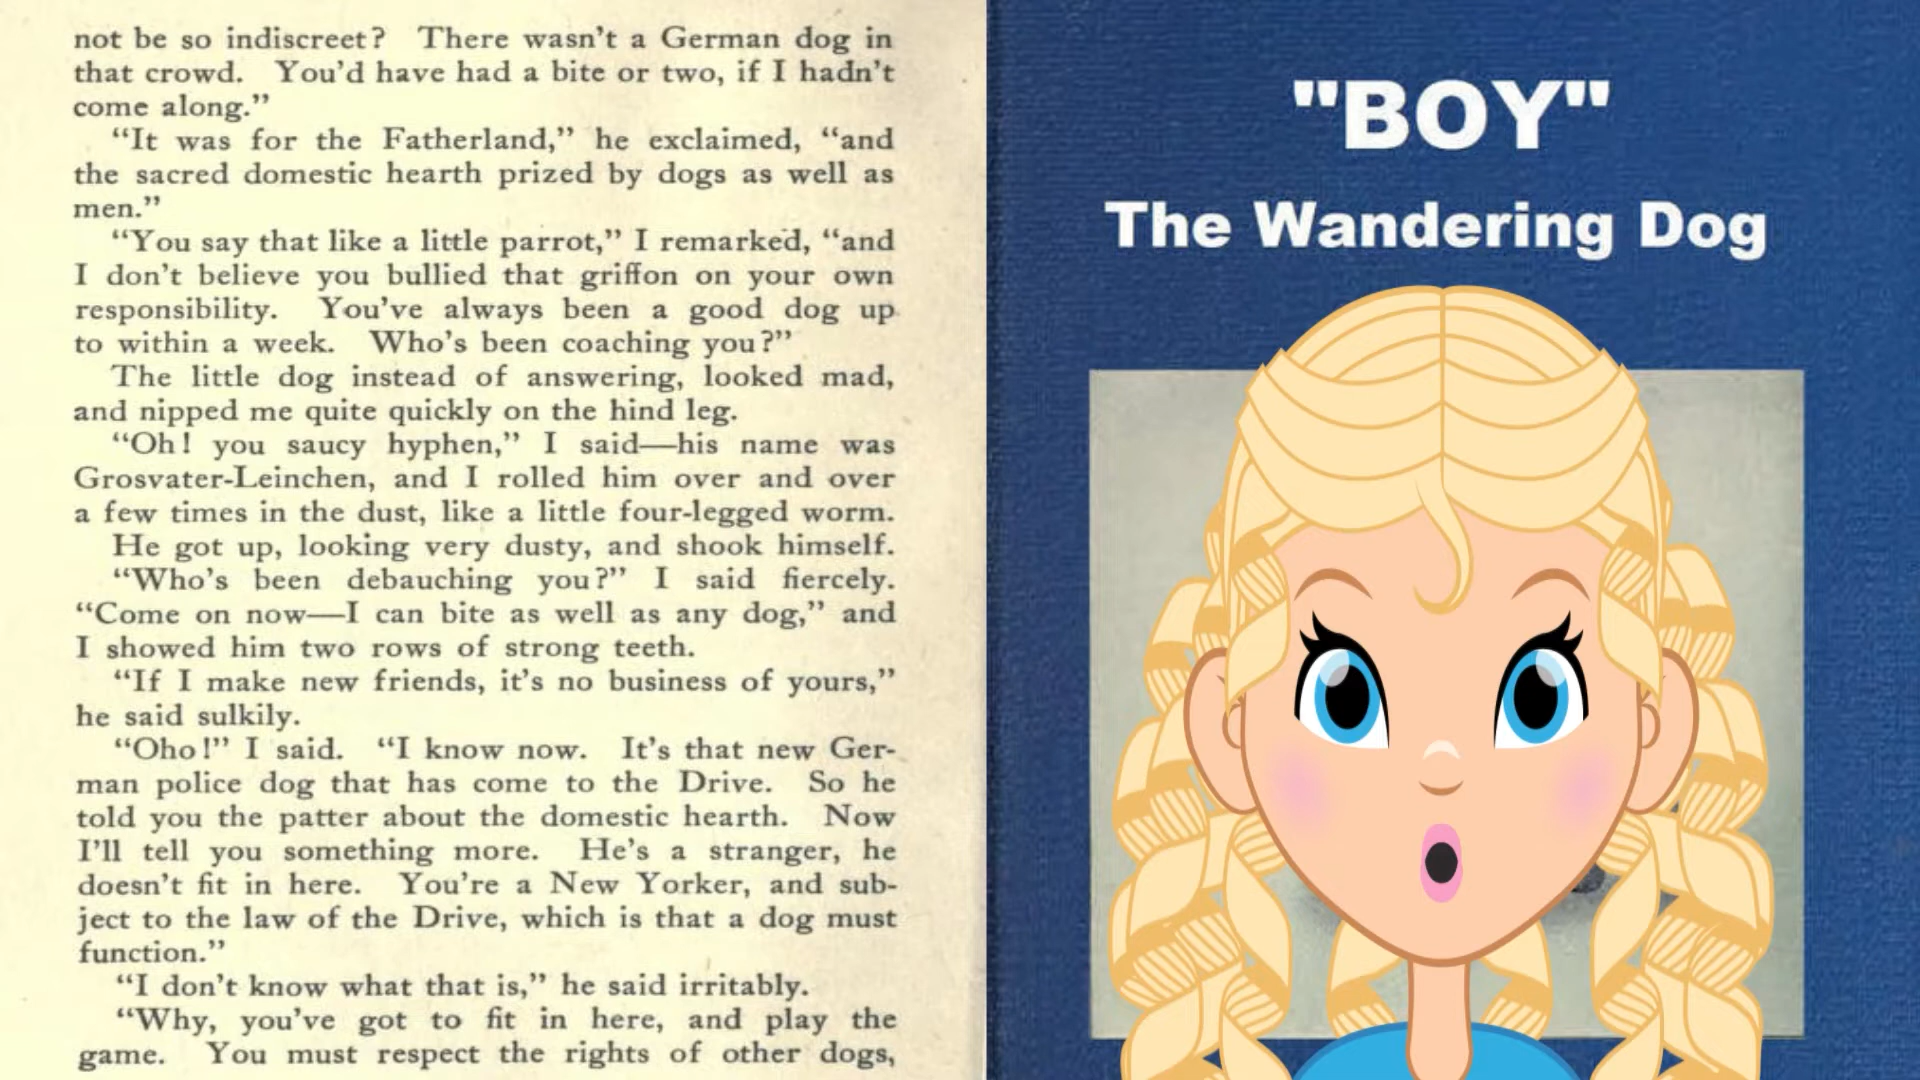 not be so indiscreet? There wasn't a German dog in
that crowd. You'd have had a bite or two, if I hadn't
come along."
"It was for the Fatherland," he exclaimed, "and
the sacred domestic hearth prized by dogs as well as
men."
"You say that like a little parrot," I remarked, "and
I don't believe you bullied that griffon on your own
responsibility. You've always been a good dog up
to within a week. Who's been coaching you?"
The little dog instead of answering, looked mad,
and nipped me quite quickly on the hind leg.
"Oh! you saucy hyphen," I said—his name was
Grosvater-Leinchen, and I rolled him over and over
a few times in the dust, like a little four-legged worm.
He got up, looking very dusty, and shook himself.
"Who's been debauching you?" I said fiercely.
"Come on now—I can bite as well as any dog," and
I showed him two rows of strong teeth.
"If I make new friends, it's no business of yours,"
he said sulkily.
"Oho!" I said. "I know now. It's that new Ger-
man police dog that has come to the Drive. So he
told you the patter about the domestic hearth. Now
I'll tell you something more. He's a stranger, he
doesn't fit in here. You're a New Yorker, and sub-
ject to the law of the Drive, which is that a dog must
function."
"I don't know what that is," he said irritably.
"Why, you've got to fit in here, and play the
game. You must respect the rights of other dogs,
"BOY"
The Wandering Dog